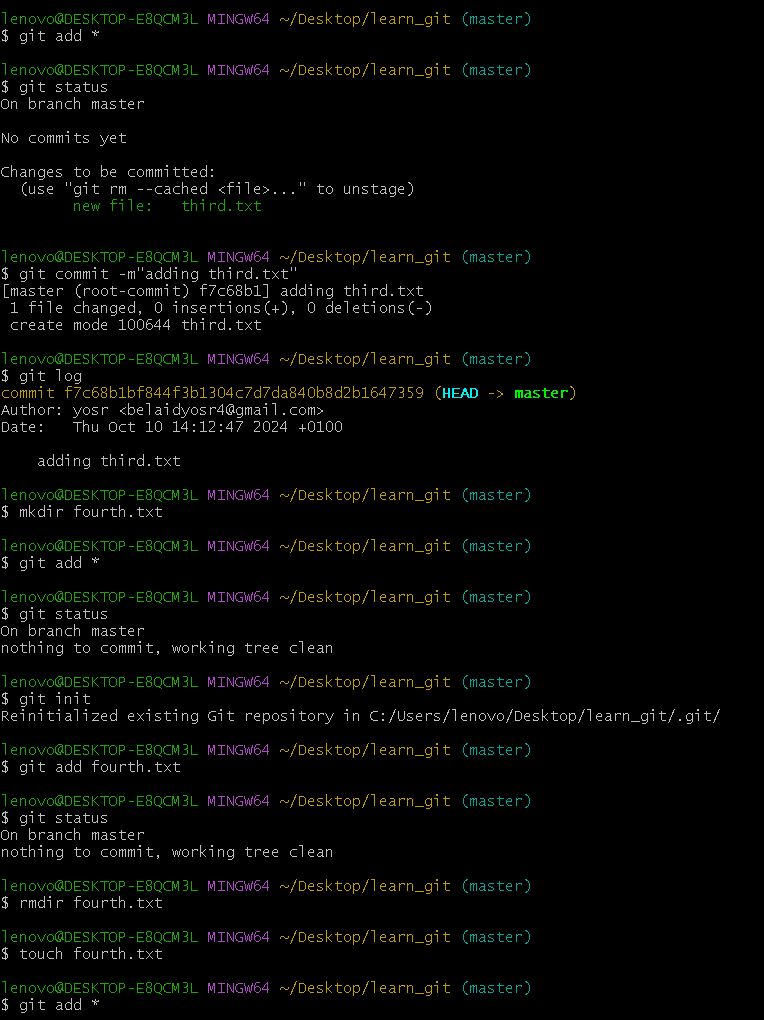 lenovo@DESKTOP-E8QCM3L MINGW64 ~/Desktop/learn_git (master)
$ git add *

lenovo@DESKTOP-E8QCM3L MINGW64 ~/Desktop/learn_git (master)
$ git status
On branch master

No commits yet

Changes to be committed:
  (use "git rm --cached <file>..." to unstage)
        new file:   third.txt


lenovo@DESKTOP-E8QCM3L MINGW64 ~/Desktop/learn_git (master)
$ git commit -m"adding third.txt"
[master (root-commit) f7c68b1] adding third.txt
 1 file changed, 0 insertions(+), 0 deletions(-)
 create mode 100644 third.txt

lenovo@DESKTOP-E8QCM3L MINGW64 ~/Desktop/learn_git (master)
$ git log
commit f7c68b1bf844f3b1304c7d7da840b8d2b1647359 (HEAD -> master)
Author: yosr <belaidyosr4@gmail.com>
Date:   Thu Oct 10 14:12:47 2024 +0100

    adding third.txt

lenovo@DESKTOP-E8QCM3L MINGW64 ~/Desktop/learn_git (master)
$ mkdir fourth.txt

lenovo@DESKTOP-E8QCM3L MINGW64 ~/Desktop/learn_git (master)
$ git add *

lenovo@DESKTOP-E8QCM3L MINGW64 ~/Desktop/learn_git (master)
$ git status
On branch master
nothing to commit, working tree clean

lenovo@DESKTOP-E8QCM3L MINGW64 ~/Desktop/learn_git (master)
$ git init
Reinitialized existing Git repository in C:/Users/lenovo/Desktop/learn_git/.git/

lenovo@DESKTOP-E8QCM3L MINGW64 ~/Desktop/learn_git (master)
$ git add fourth.txt

lenovo@DESKTOP-E8QCM3L MINGW64 ~/Desktop/learn_git (master)
$ git status
On branch master
nothing to commit, working tree clean

lenovo@DESKTOP-E8QCM3L MINGW64 ~/Desktop/learn_git (master)
$ rmdir fourth.txt

lenovo@DESKTOP-E8QCM3L MINGW64 ~/Desktop/learn_git (master)
$ touch fourth.txt

lenovo@DESKTOP-E8QCM3L MINGW64 ~/Desktop/learn_git (master)
$ git add *